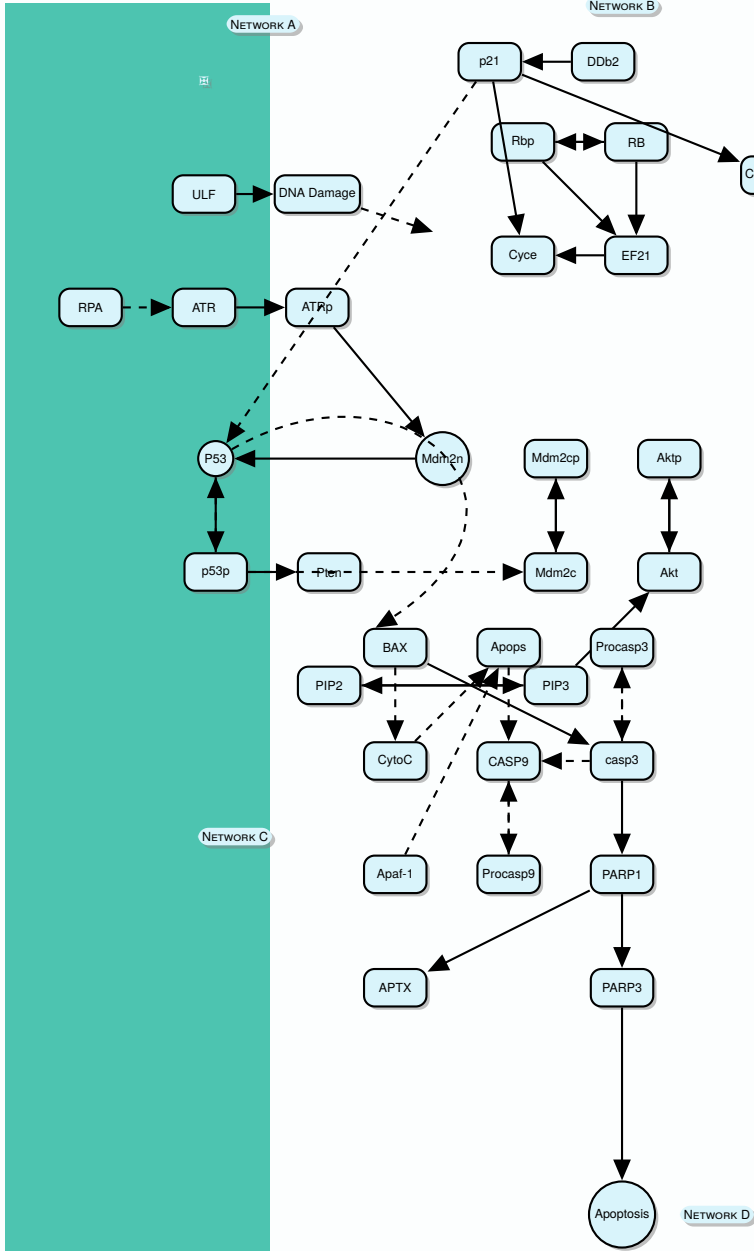 NETWORK B
NETWORK A
p21
DDb2
Rbp
RB
C
ULF
DNA Damage
Cyce
EF21
RPA
ATR
ATRp
P53
Mdm2n
Mdm2cp
Aktp
p53p
Pten
Mdm2c
Akt
BAX
Apops
Procasp3
PIP2
PIP3
CytoC
CASP9
casp3
NETWORK C
Apaf-1
Procasp9
PARP1
APTX
PARP3
Apoptosis
NETWORK D